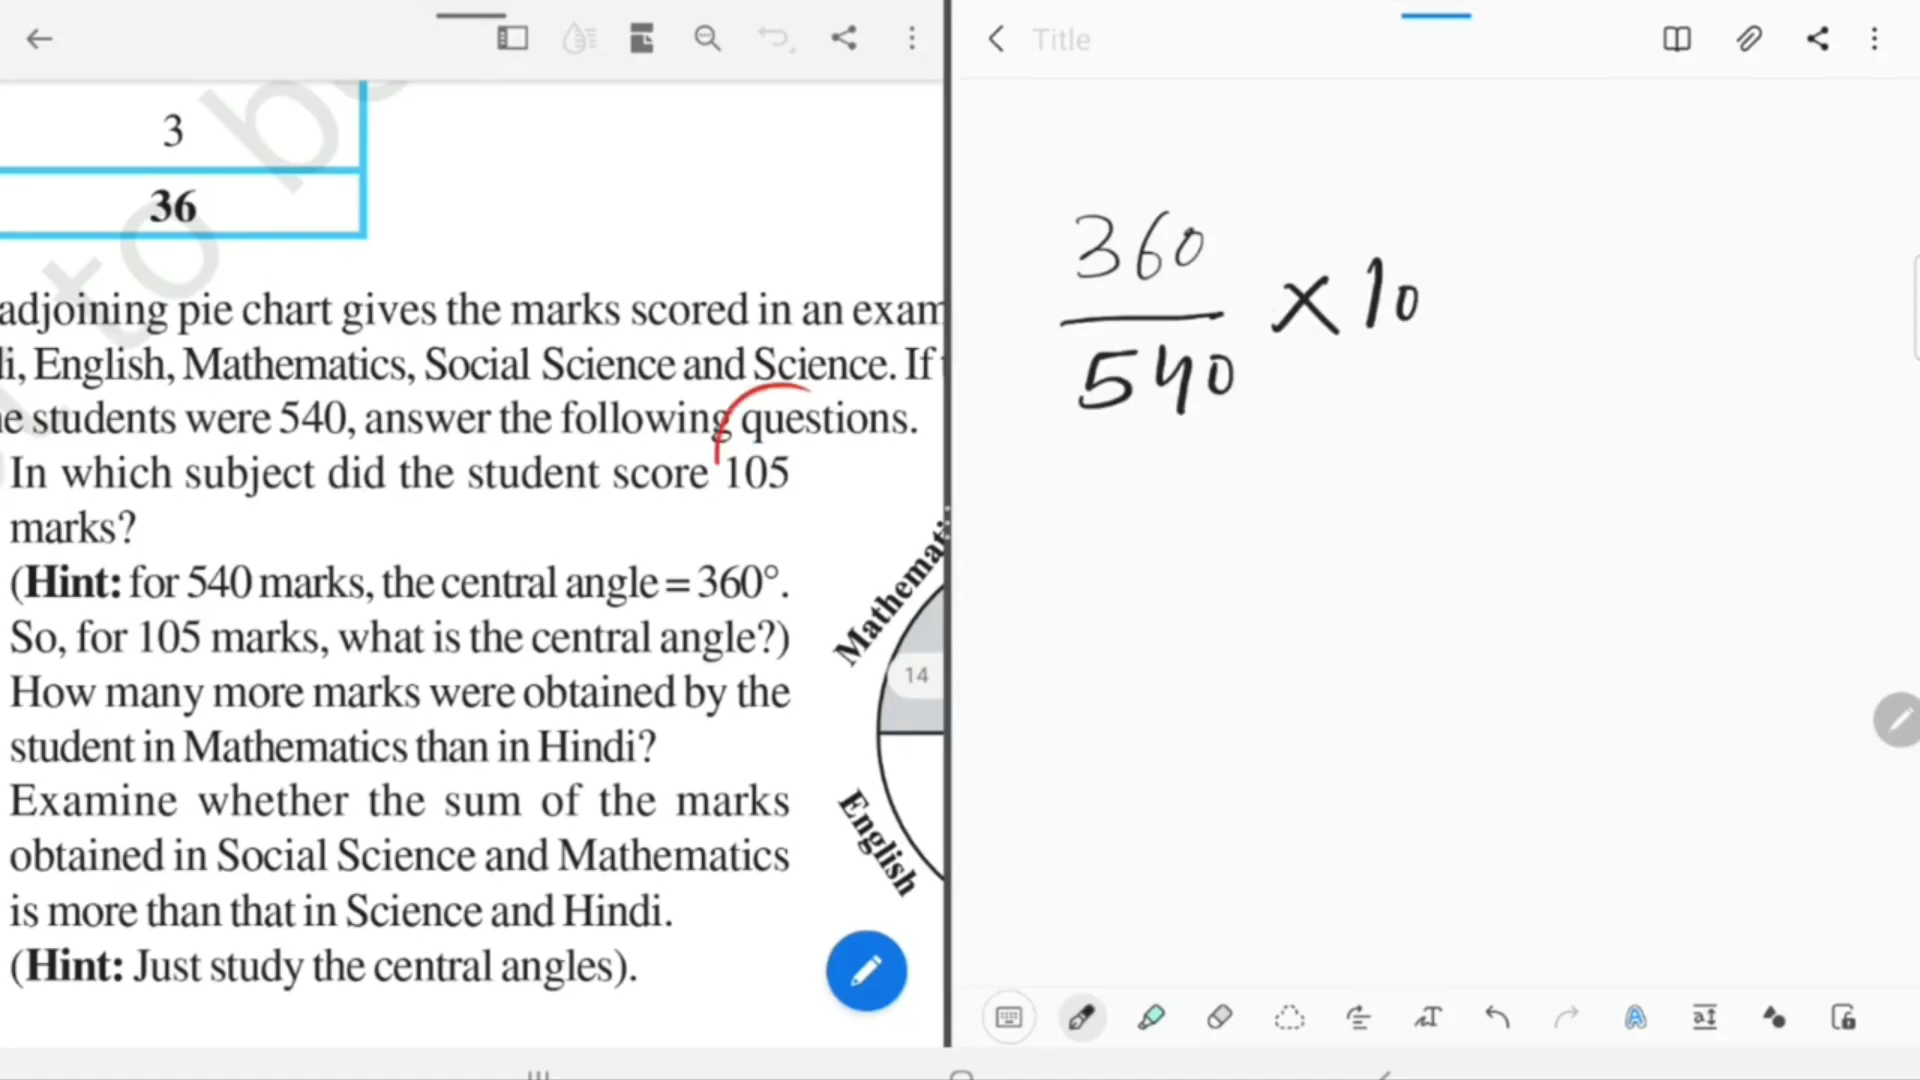 Title
3
36
to be
adjoining pie chart gives the marks scored in an exam
i, English, Mathematics, Social Science and Science. If
e students were 540, answer the following questions.
In which subject did the student score 105
marks?
(Hint: for 540 marks, the central angle = 360°.
So, for 105 marks, what is the central angle?)
How many more marks were obtained by the
student in Mathematics than in Hindi?
Examine whether the sum of the marks
obtained in Social Science and Mathematics
is more than that in Science and Hindi.
(Hint: Just study the central angles).
Mathemati
14
English
360
540
× 10